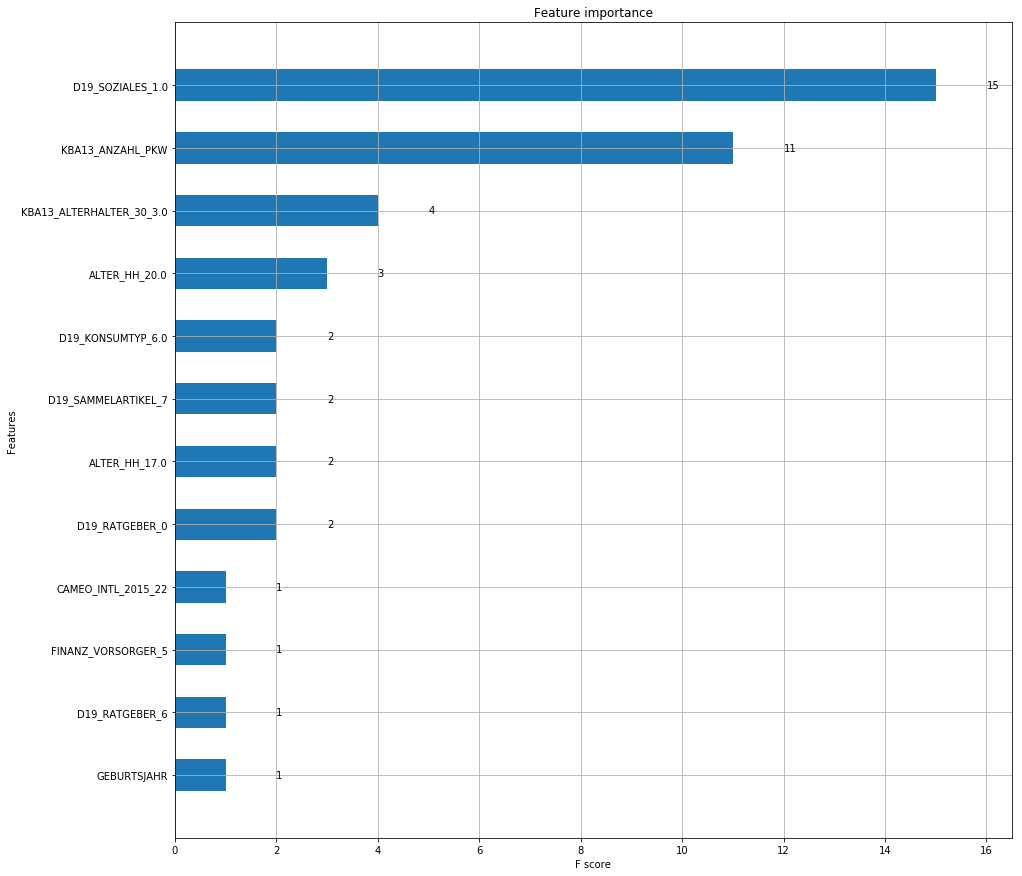 Feature importance
D19_SOZIALES_1.0 15
KBA13_ANZAHL_PKW 11
KBA13_ALTERHALTER_30_3.0 4
ALTER_HH_20.0 3
D19_KONSUMTYP_6.0 2
D19_SAMMELARTIKEL_7 2
ALTER_HH_17.0 2
D19_RATGEBER_0 2
CAMEO_INTL_2015_22 1
FINANZ_VORSORGER_5 1
D19_RATGEBER_6 1
GEBURTSJAHR 1
Features
0 2 4 6 8 10 12 14 16
F score